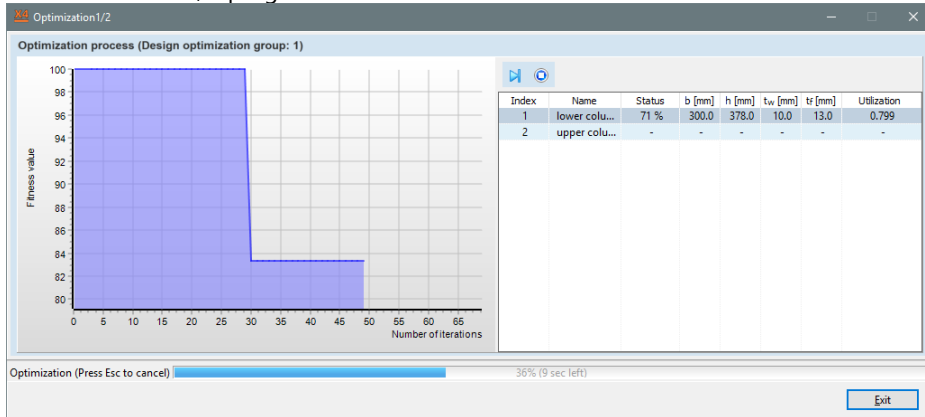 Optimization1/2
Optimization process (Design optimization group: 1)
100
98
96
94
92
90
88
86
84
82
80
Fitness value
0 5 10 15 20 25 30 35 40 45 50 55 60 65
Number of iterations
Index Name Status b [mm] h [mm] tw [mm] tf [mm] Utilization
1 lower colu... 71 % 300.0 378.0 10.0 13.0 0.799
2 upper colu... - - - - - -
Optimization (Press Esc to cancel) 36% (9 sec left)
Exit